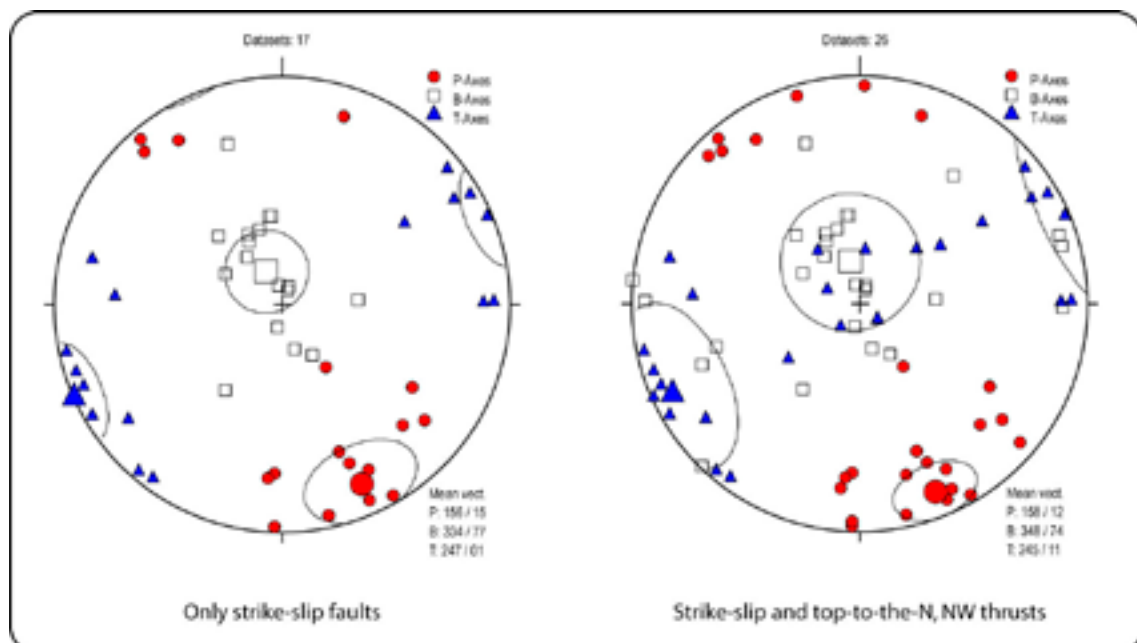 Datasets: 17
P-Axes
B-Axes
T-Axes
Mean vect.
P: 156 / 15
B: 334 / 77
T: 247 / 01
Only strike-slip faults
Datasets: 25
P-Axes
B-Axes
T-Axes
Mean vect.
P: 158 / 12
B: 348 / 74
T: 245 / 11
Strike-slip and top-to-the-N, NW thrusts